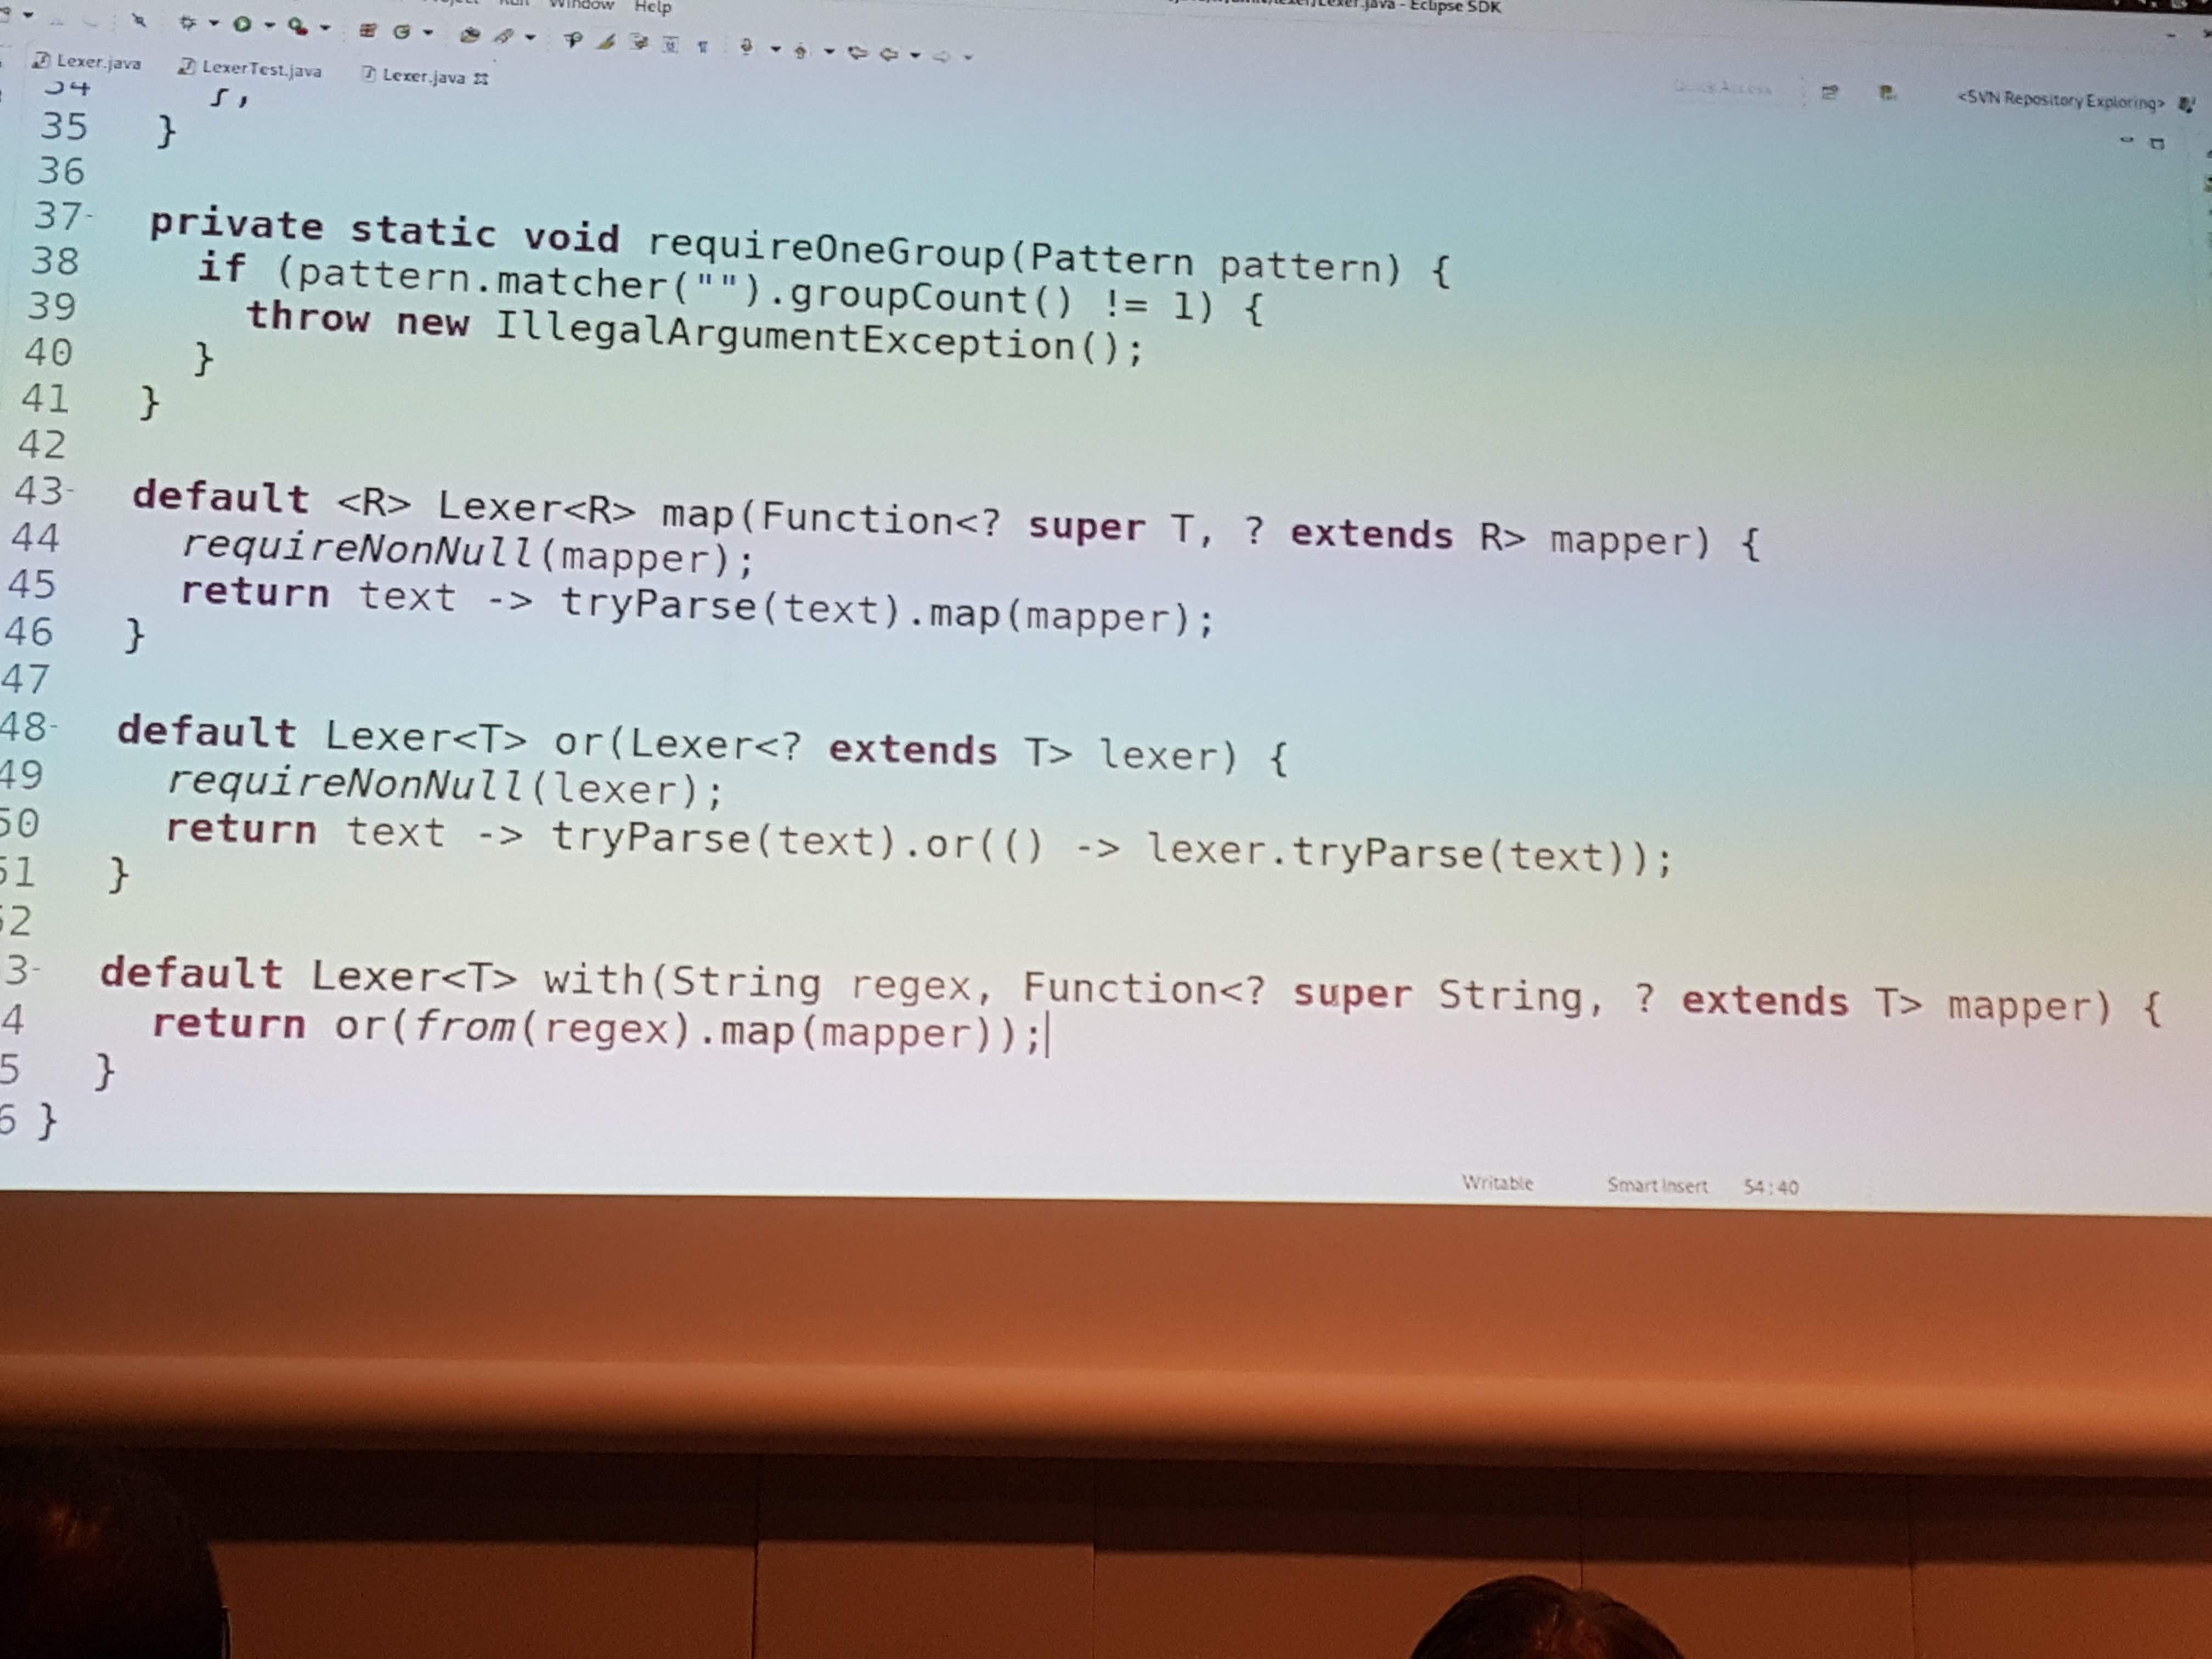 Window Help
Lexer.java - Eclipse SDK
Lexer.java LexerTest.java Lexer.java
Quick Access <SVN Repository Exploring>
34 };
35 }
36
37 private static void requireOneGroup(Pattern pattern) {
38 if (pattern.matcher("").groupCount() != 1) {
39 throw new IllegalArgumentException();
40 }
41 }
42
43 default <R> Lexer<R> map(Function<? super T, ? extends R> mapper) {
44 requireNonNull(mapper);
45 return text -> tryParse(text).map(mapper);
46 }
47
48 default Lexer<T> or(Lexer<? extends T> lexer) {
49 requireNonNull(lexer);
50 return text -> tryParse(text).or(() -> lexer.tryParse(text));
51 }
52
3 default Lexer<T> with(String regex, Function<? super String, ? extends T> mapper) {
4 return or(from(regex).map(mapper));
5 }
6 }
Writable Smart Insert 54:40